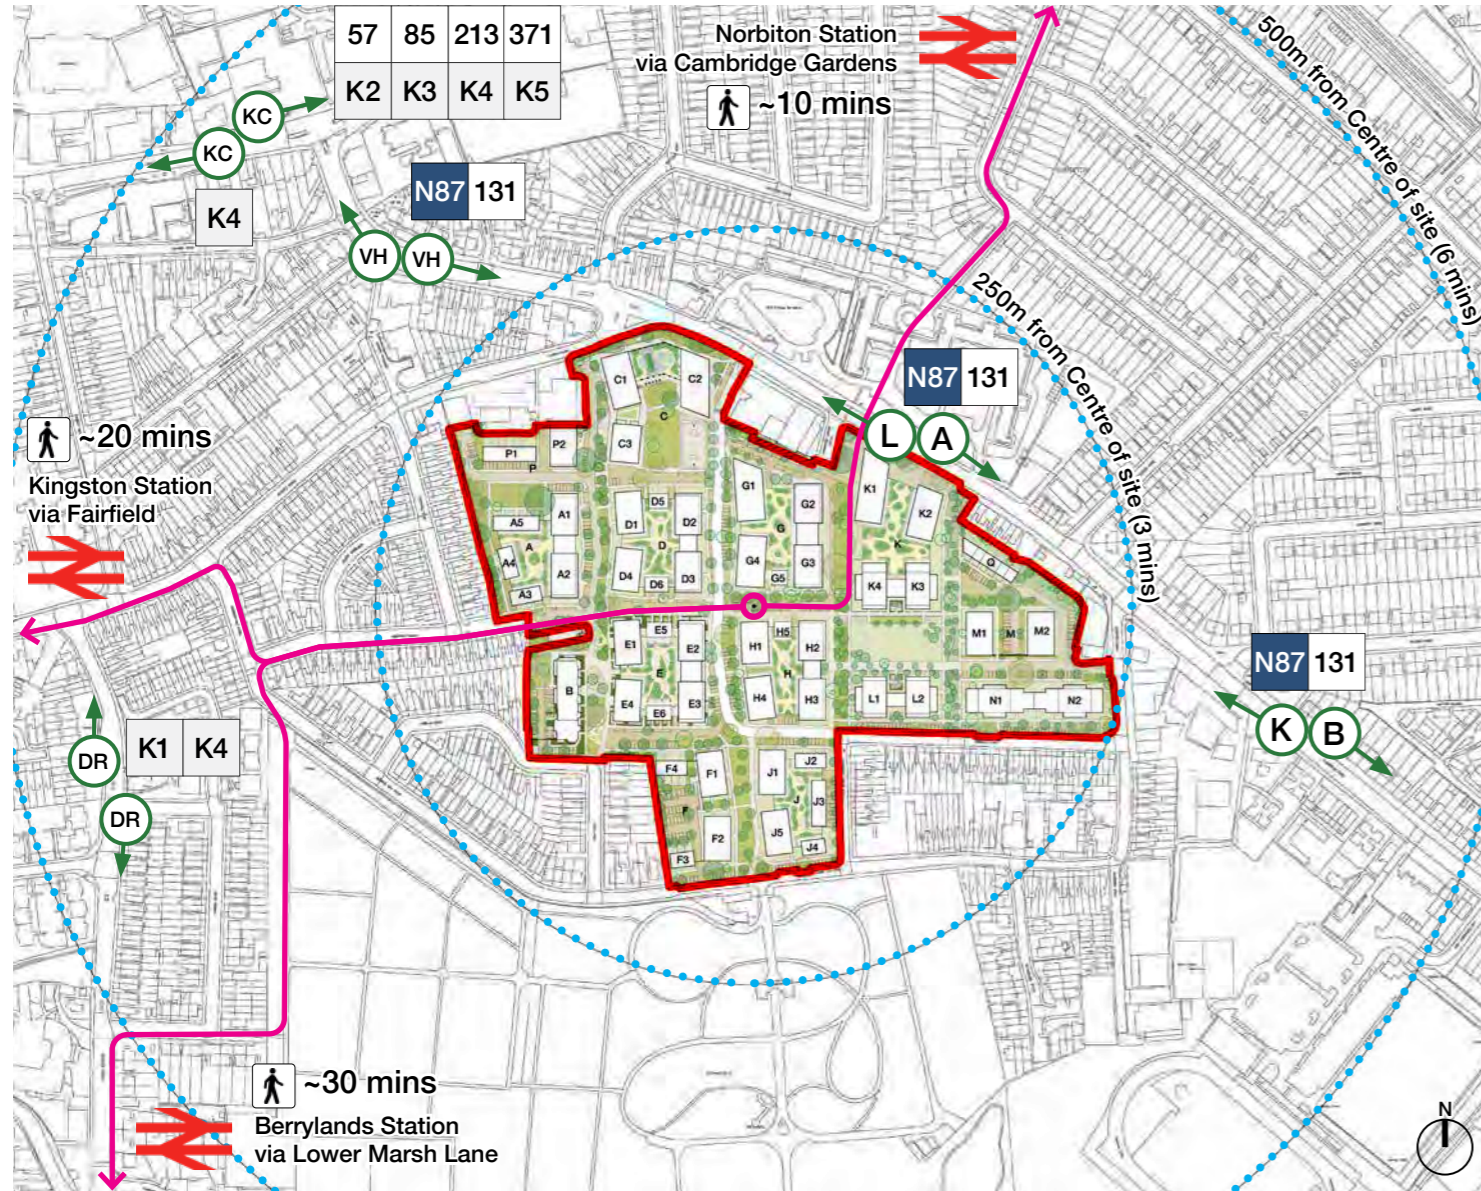 57 85 213 371
K2 K3 K4 K5
Norbiton Station
via Cambridge Gardens
~10 mins
500m from Centre of site (6 mins)
KC
KC
K4
N87 131
VH VH
250m from Centre of site (3 mins)
N87 131
L A
~20 mins
Kingston Station
via Fairfield
C1 C2
C
C3
P1 P2
P
A1
A5
A
A4
A2
A3
D5
D1 D2
D
D4 D3
D6
G1
G2
G
G4 G3
G5
K1
K2
K
K4 K3
Q
M1 M M2
E5
E1 E2
E
E4 E3
E6
B
H5
H1 H2
H
H4 H3
L1 L2
N1 N2
F4 F1
F
F2
F3
J1 J2
J3
J
J5 J4
N87 131
K B
DR
K1 K4
DR
~30 mins
Berrylands Station
via Lower Marsh Lane
N